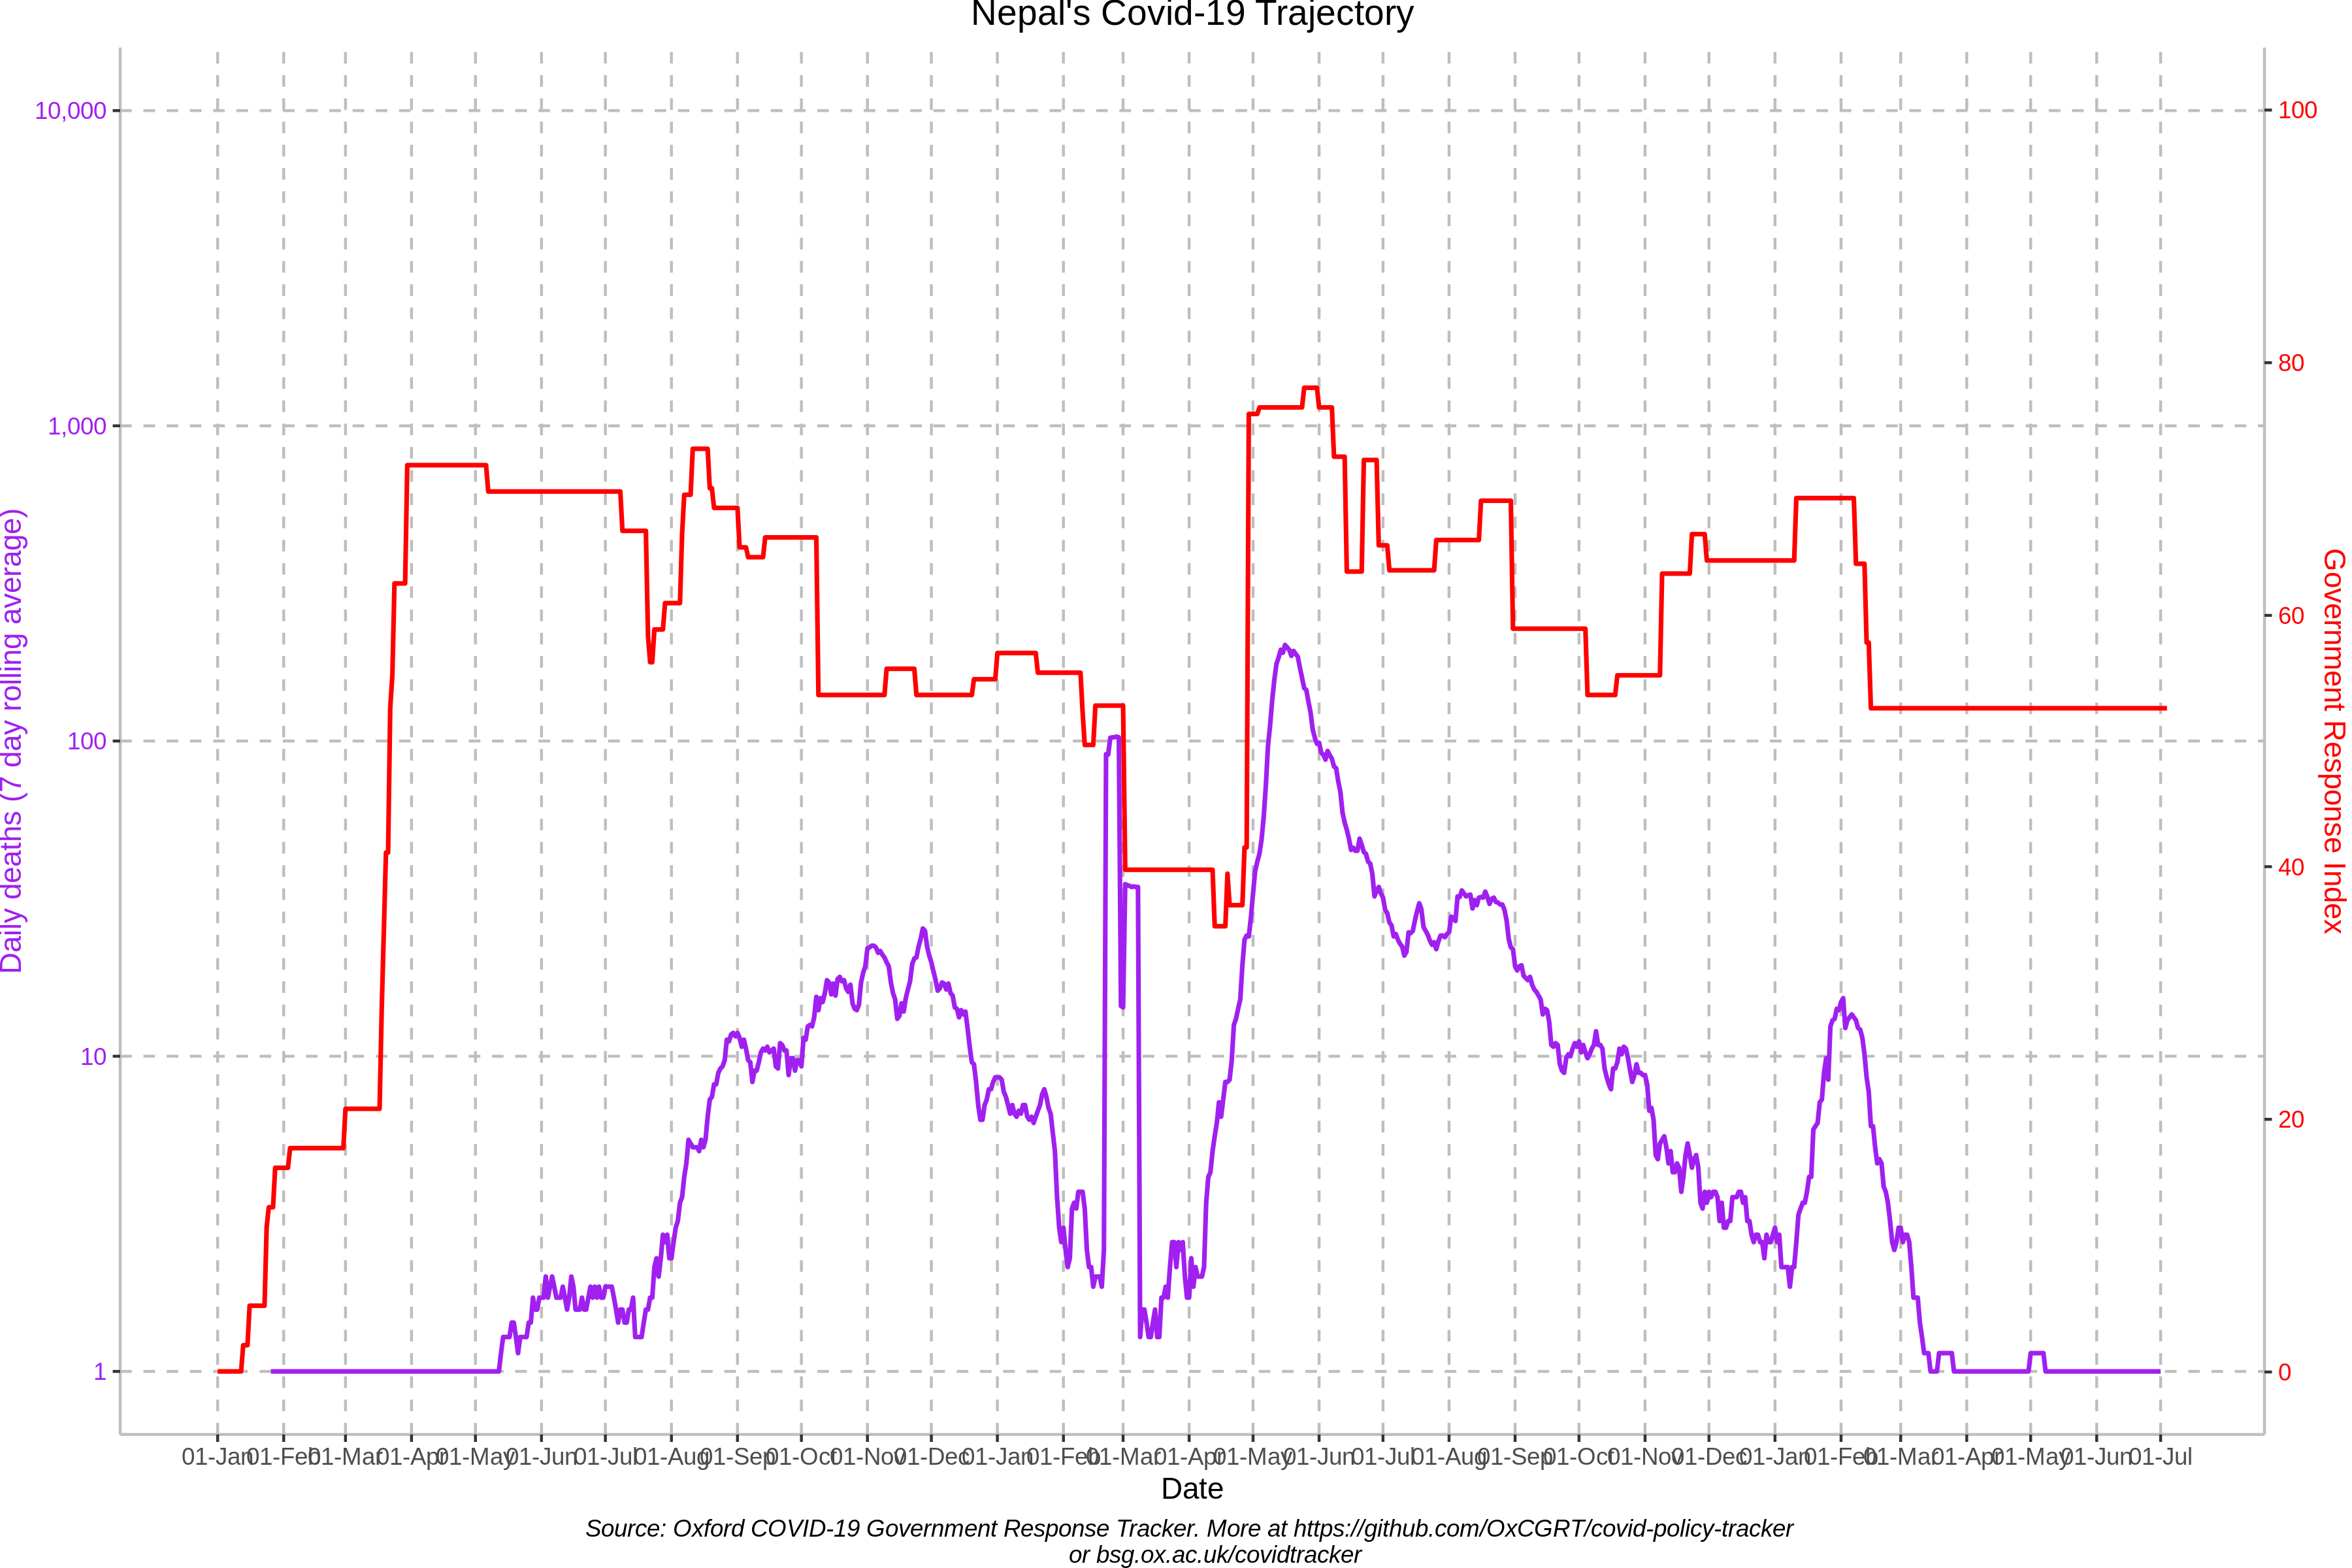 Nepal's Covid-19 Trajectory
10,000
1,000
100
10
1
Daily deaths (7 day rolling average)
100
80
60
40
20
0
Government Response Index
01-Jan 01-Feb 01-Mar 01-Apr 01-May 01-Jun 01-Jul 01-Aug 01-Sep 01-Oct 01-Nov 01-Dec 01-Jan 01-Feb 01-Mar 01-Apr 01-May 01-Jun 01-Jul 01-Aug 01-Sep 01-Oct 01-Nov 01-Dec 01-Jan 01-Feb 01-Mar 01-Apr 01-May 01-Jun 01-Jul
Date
Source: Oxford COVID-19 Government Response Tracker. More at https://github.com/OxCGRT/covid-policy-tracker
or bsg.ox.ac.uk/covidtracker